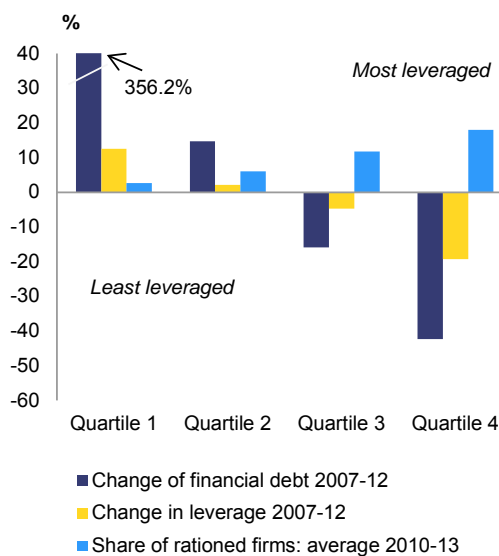 %
40
356.2%
Most leveraged
30
20
10
0
-10
-20
Least leveraged
-30
-40
-50
-60
Quartile 1 Quartile 2 Quartile 3 Quartile 4
Change of financial debt 2007-12
Change in leverage 2007-12
Share of rationed firms: average 2010-13